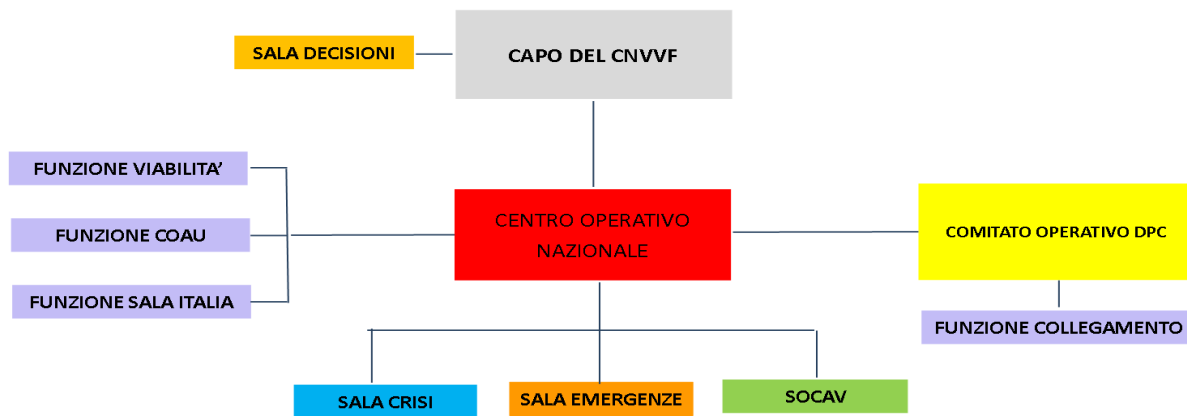 SALA DECISIONI
CAPO DEL CNVVF
FUNZIONE VIABILITA’
FUNZIONE COAU
FUNZIONE SALA ITALIA
CENTRO OPERATIVO
NAZIONALE
COMITATO OPERATIVO DPC
FUNZIONE COLLEGAMENTO
SALA CRISI
SALA EMERGENZE
SOCAV